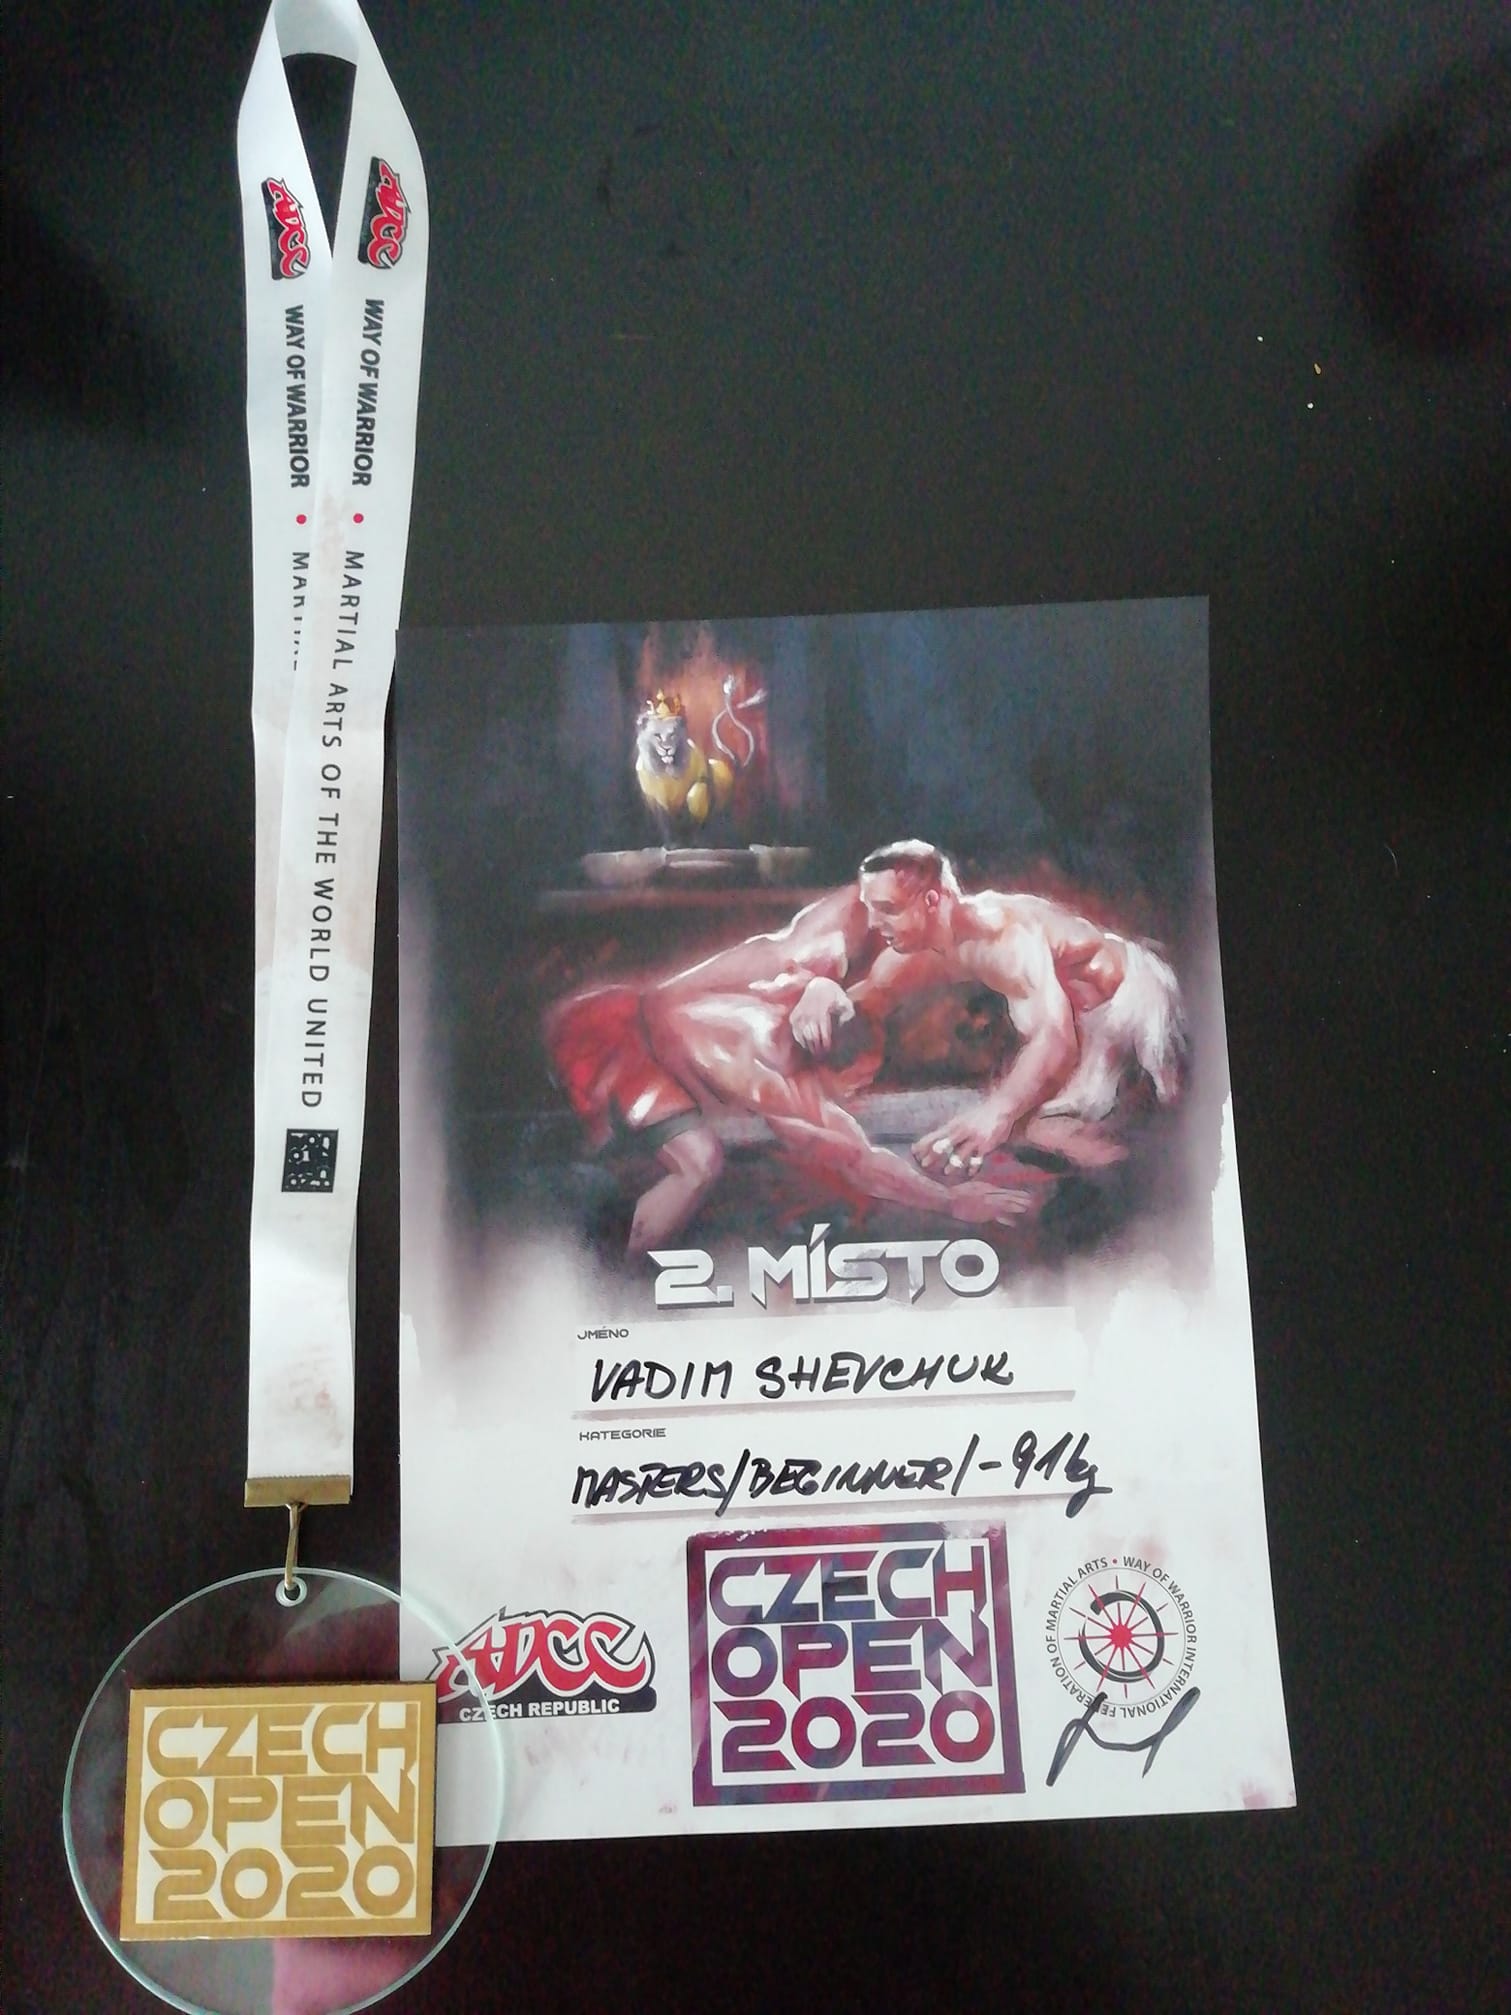 ADCC WAY OF WARRIOR • MARTIAL
ADCC WAY OF WARRIOR • MARTIAL ARTS OF THE WORLD UNITED
2. MÍSTO
JMÉNO
VADIM SHEVCHUK
KATEGORIE
MASTERS/BEGINNER/-91kg
ADCC
CZECH REPUBLIC
CZECH
OPEN
2020
WAY OF WARRIOR INTERNATIONAL FEDERATION OF MARTIAL ARTS •
CZECH
OPEN
2020